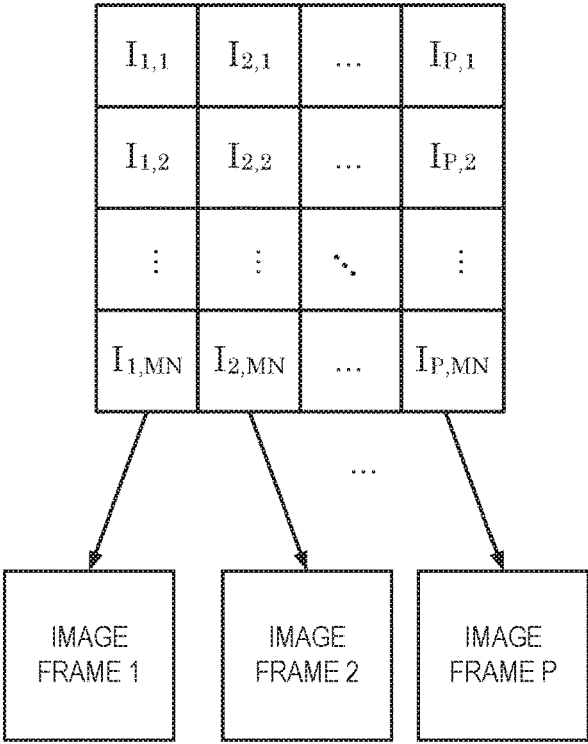 I1,1 I2,1 ... IP,1
I1,2 I2,2 ... IP,2
⋮ ⋮ ⋱ ⋮
I1,MN I2,MN ... IP,MN
...
IMAGE FRAME 1 IMAGE FRAME 2 IMAGE FRAME P